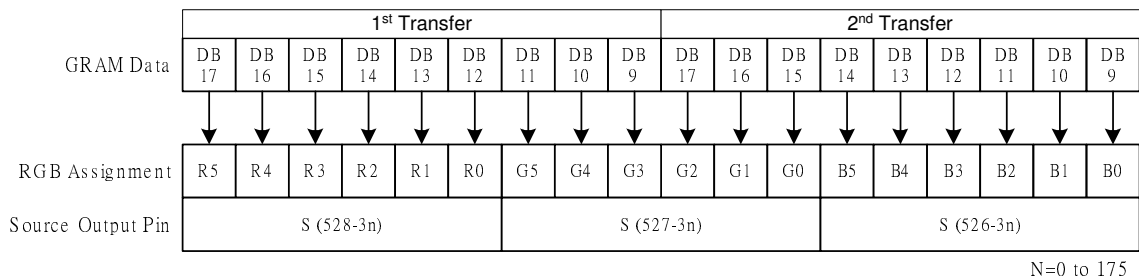 1st Transfer 2nd Transfer
GRAM Data DB 17 DB 16 DB 15 DB 14 DB 13 DB 12 DB 11 DB 10 DB 9 DB 17 DB 16 DB 15 DB 14 DB 13 DB 12 DB 11 DB 10 DB 9
RGB Assignment R5 R4 R3 R2 R1 R0 G5 G4 G3 G2 G1 G0 B5 B4 B3 B2 B1 B0
Source Output Pin S (528-3n) S (527-3n) S (526-3n)
N=0 to 175